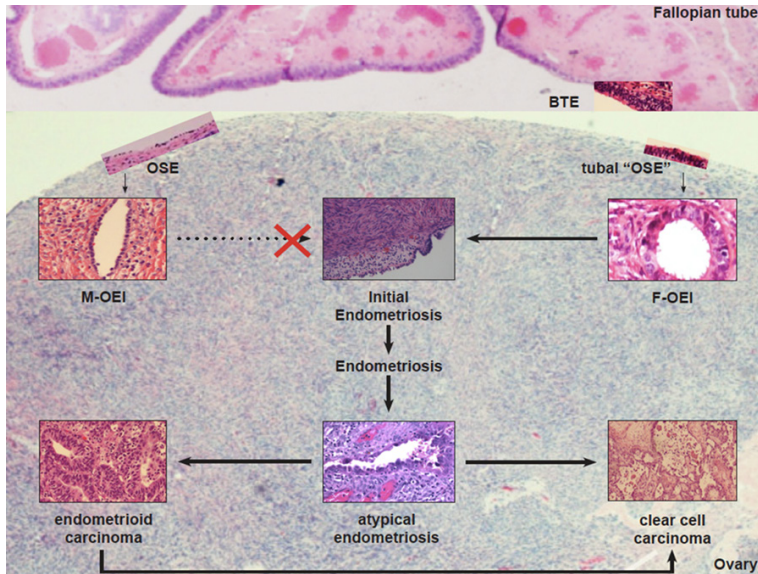 Fallopian tube
BTE
OSE
tubal “OSE”
M-OEI
Initial
Endometriosis
F-OEI
Endometriosis
endometrioid
carcinoma
atypical
endometriosis
clear cell
carcinoma
Ovary